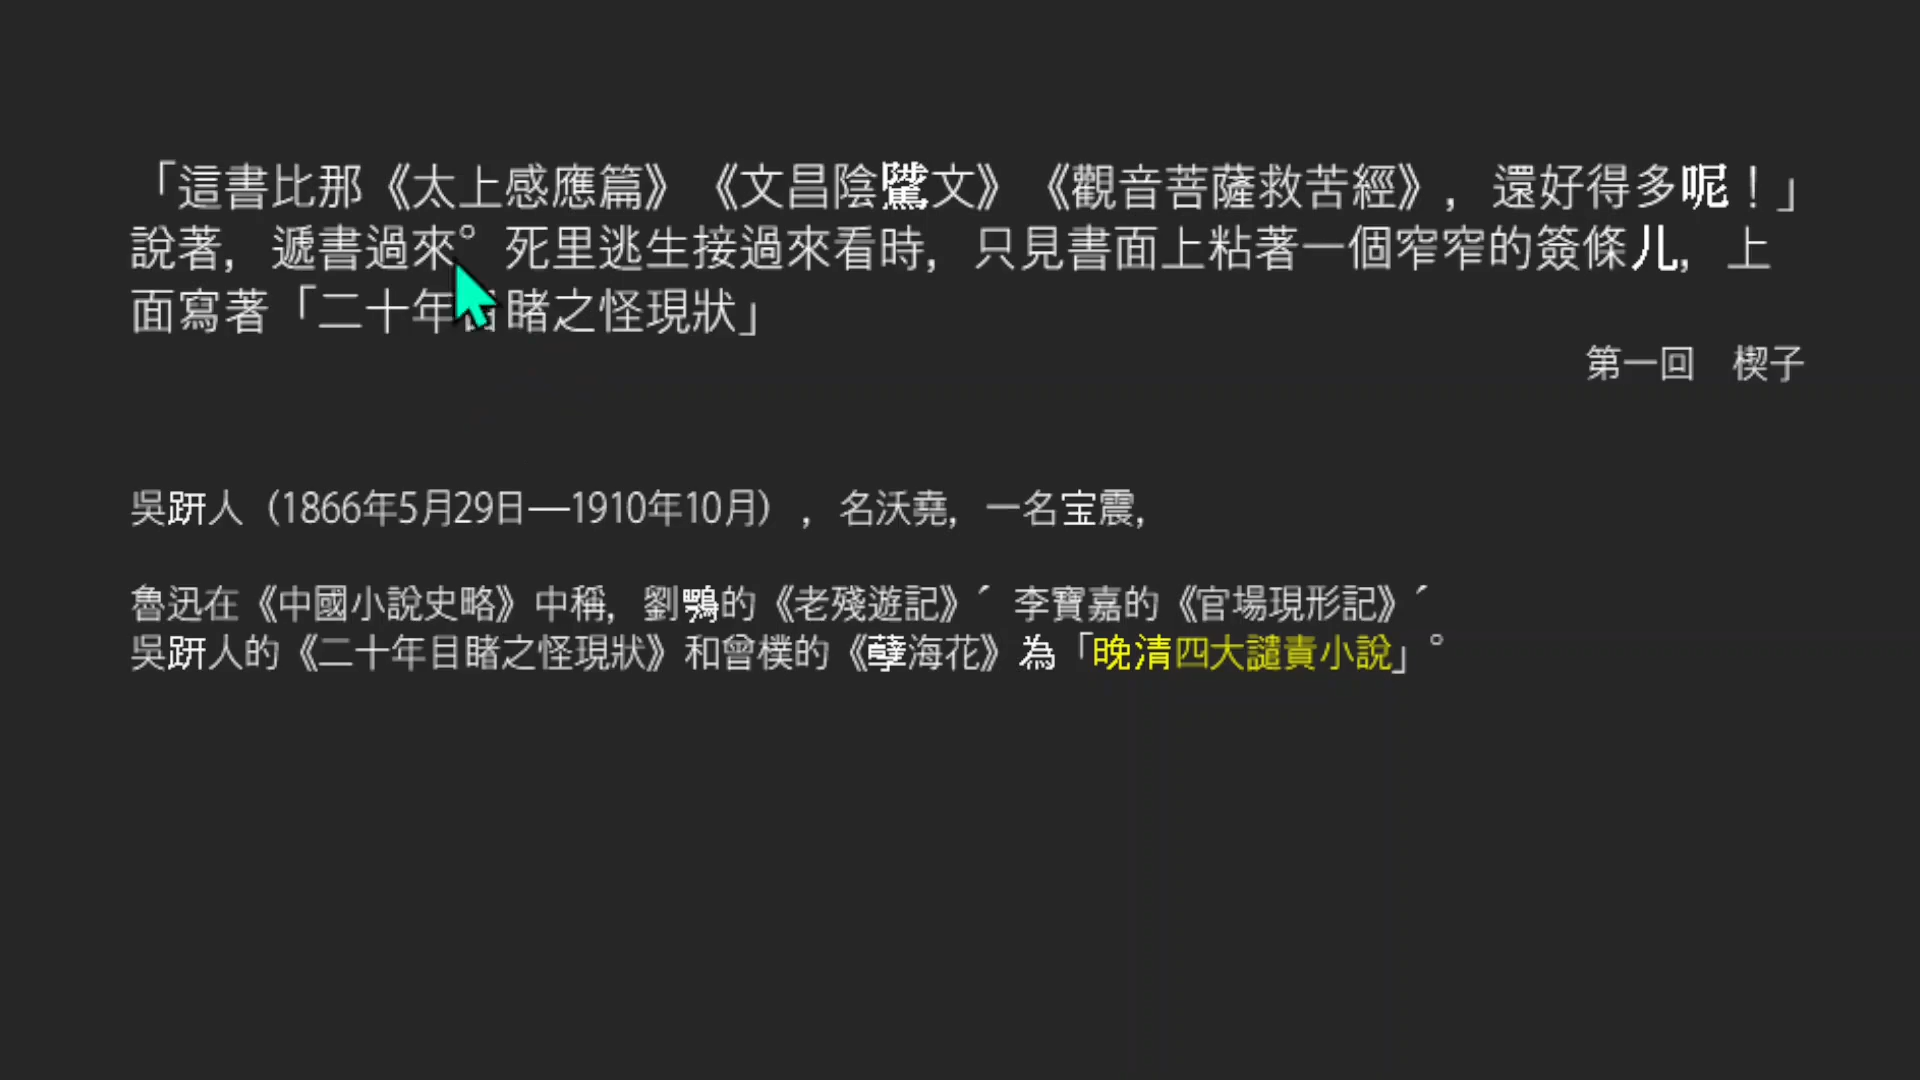 「這書比那《太上感應篇》《文昌陰騭文》《觀音菩薩救苦經》，還好得多呢！」
說著，遞書過來。死里逃生接過來看時，只見書面上粘著一個窄窄的簽條儿，上
面寫著「二十年目睹之怪現狀」
第一回　楔子
吳趼人（1866年5月29日—1910年10月），名沃堯，一名宝震，
魯迅在《中國小說史略》中稱，劉鶚的《老殘遊記》、李寶嘉的《官場現形記》、
吳趼人的《二十年目睹之怪現狀》和曾樸的《孽海花》為「晚清四大譴責小說」。